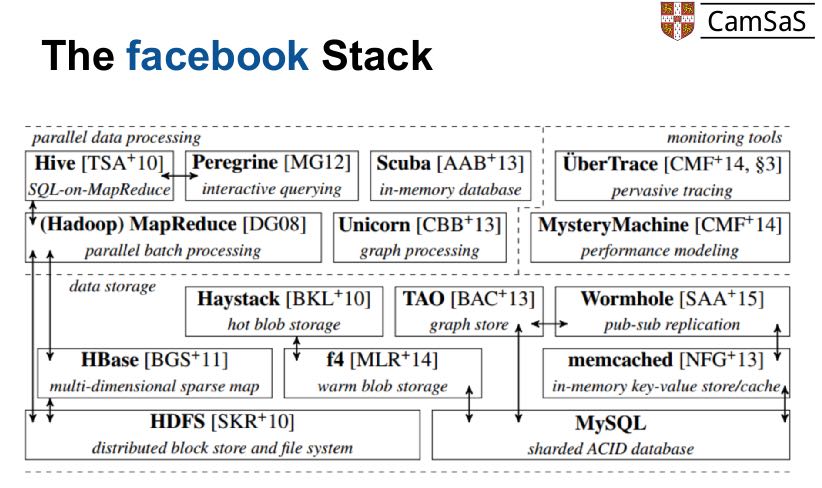 CamSaS
The facebook Stack
parallel data processing
monitoring tools
Hive [TSA+10]
SQL-on-MapReduce
Peregrine [MG12]
interactive querying
Scuba [AAB+13]
in-memory database
ÜberTrace [CMF+14, §3]
pervasive tracing
(Hadoop) MapReduce [DG08]
parallel batch processing
Unicorn [CBB+13]
graph processing
MysteryMachine [CMF+14]
performance modeling
data storage
Haystack [BKL+10]
hot blob storage
TAO [BAC+13]
graph store
Wormhole [SAA+15]
pub-sub replication
HBase [BGS+11]
multi-dimensional sparse map
f4 [MLR+14]
warm blob storage
memcached [NFG+13]
in-memory key-value store/cache
HDFS [SKR+10]
distributed block store and file system
MySQL
sharded ACID database